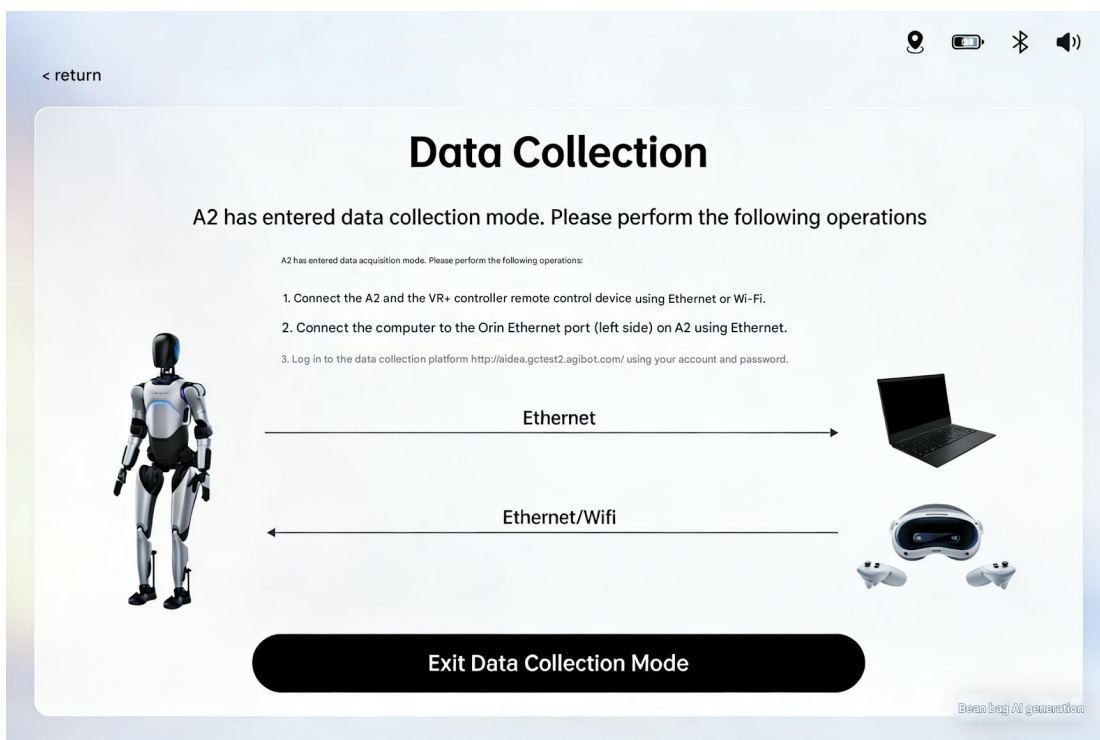 < return
Data Collection
A2 has entered data collection mode. Please perform the following operations
A2 has entered data acquisition mode. Please perform the following operations:
1. Connect the A2 and the VR+ controller remote control device using Ethernet or Wi-Fi.
2. Connect the computer to the Orin Ethernet port (left side) on A2 using Ethernet.
3. Log in to the data collection platform http://aidea.gctest2.agibot.com/ using your account and password.
Ethernet
Ethernet/Wifi
Exit Data Collection Mode
Bean bag AI generation